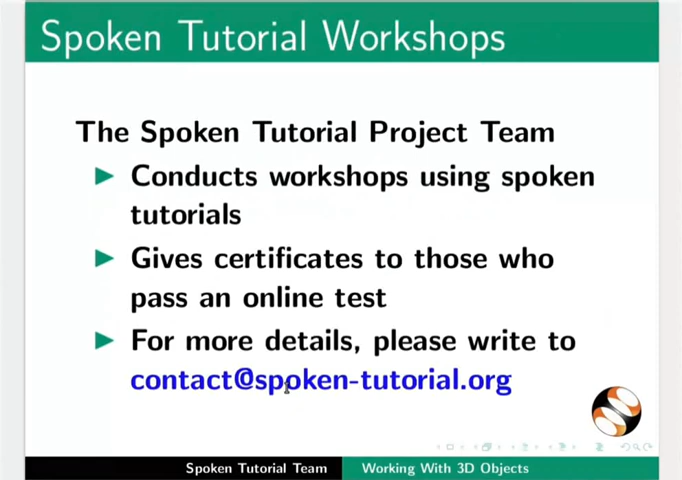 Spoken Tutorial Workshops
The Spoken Tutorial Project Team
Conducts workshops using spoken
tutorials
Gives certificates to those who
pass an online test
For more details, please write to
contact@spoken-tutorial.org
Spoken Tutorial Team
Working With 3D Objects